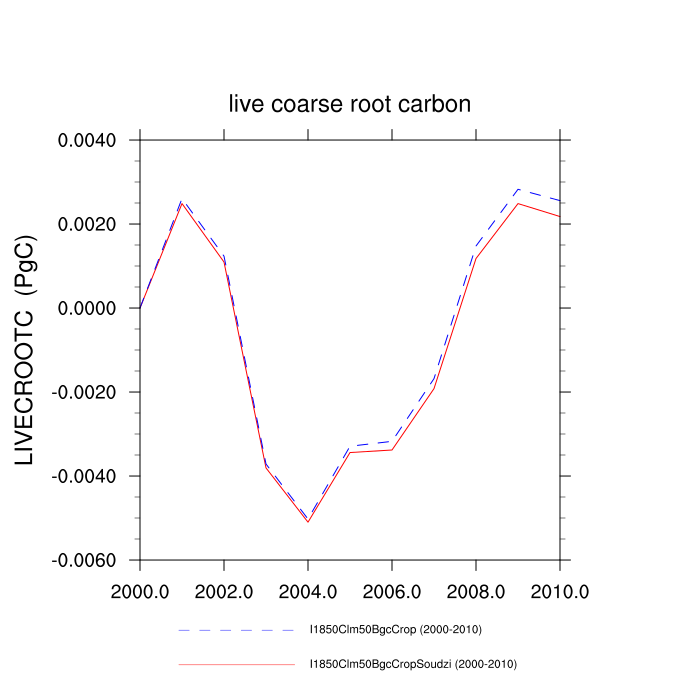 live coarse root carbon
LIVECROOTC (PgC)
0.0040
0.0020
0.0000
-0.0020
-0.0040
-0.0060
2000.0 2002.0 2004.0 2006.0 2008.0 2010.0
I1850Clm50BgcCrop (2000-2010)
I1850Clm50BgcCropSoudzi (2000-2010)